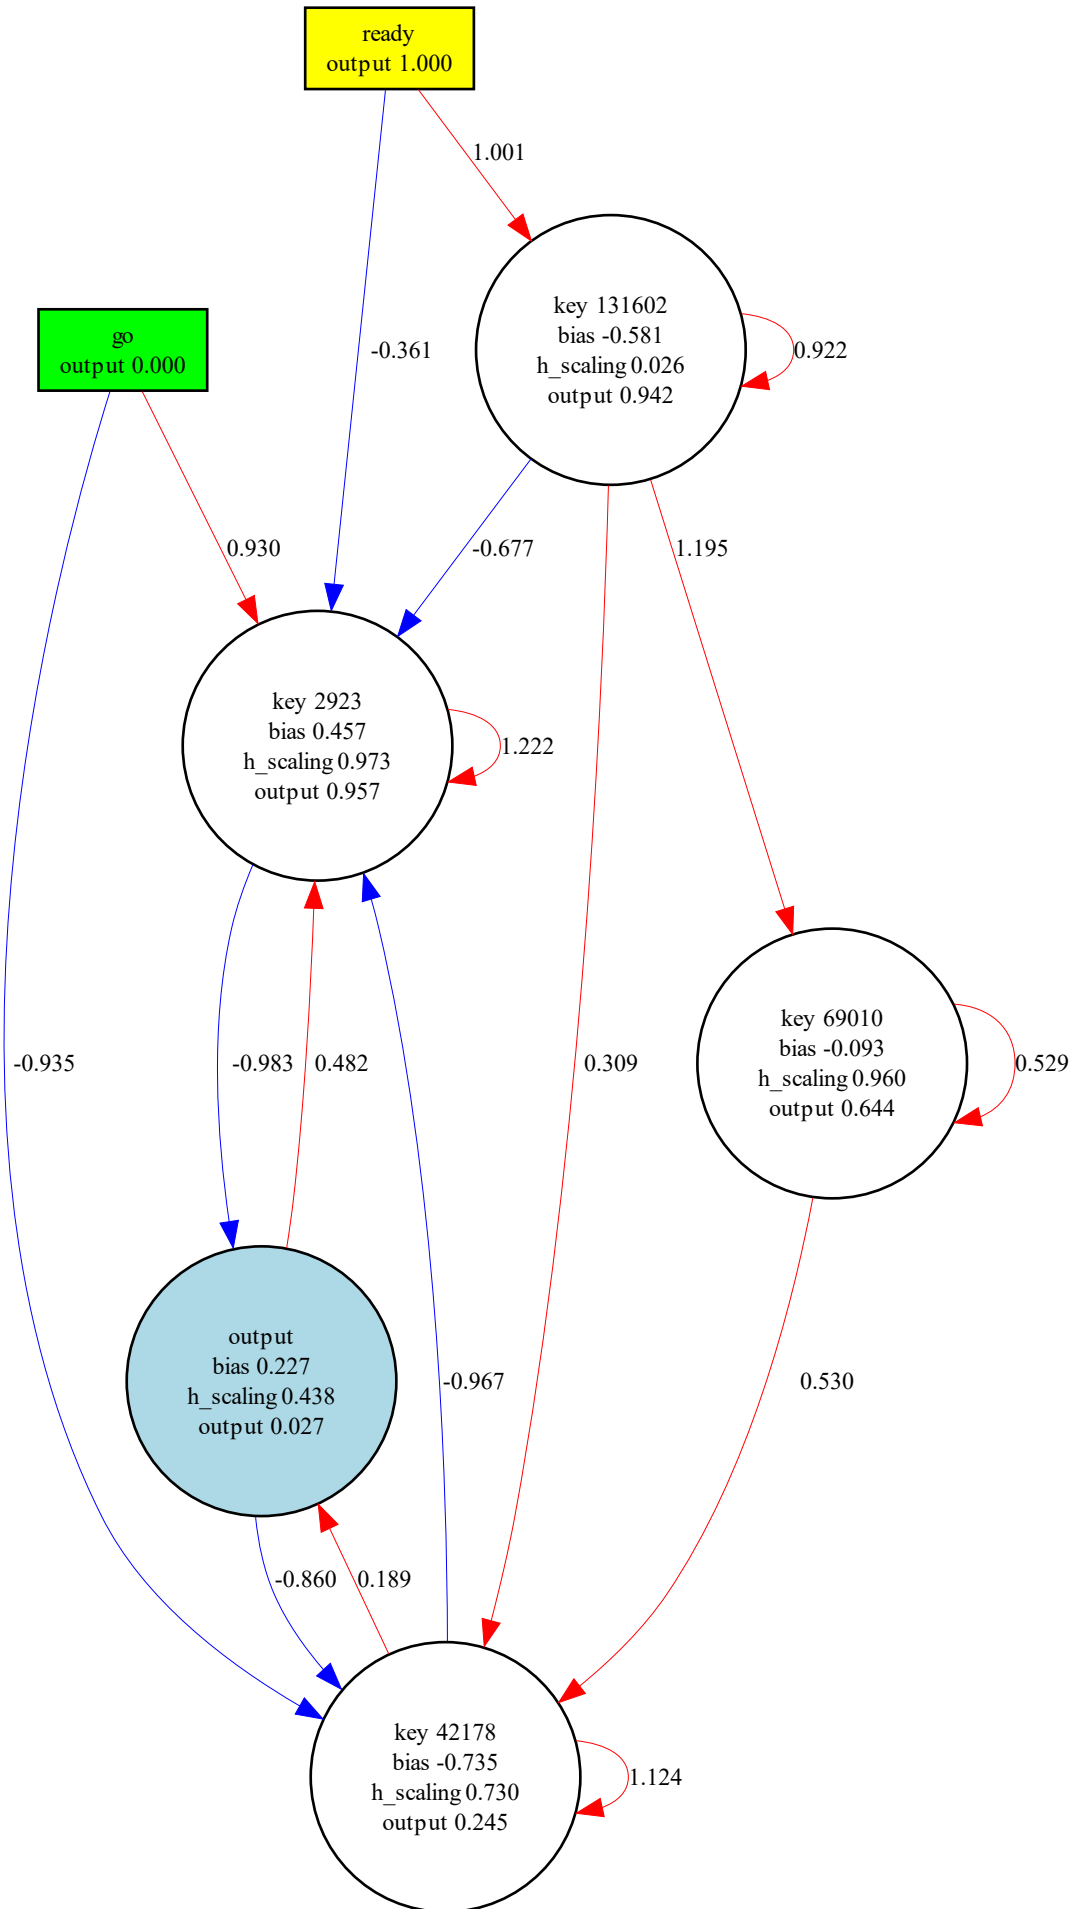 ready
output 1.000
1.001
key 131602
bias -0.581
h_scaling 0.026
output 0.942
0.922
go
output 0.000
-0.361
0.930
-0.677
1.195
key 2923
bias 0.457
h_scaling 0.973
output 0.957
1.222
key 69010
bias -0.093
h_scaling 0.960
output 0.644
0.529
-0.935
-0.983
0.482
0.309
output
bias 0.227
h_scaling 0.438
output 0.027
-0.967
0.530
-0.860
0.189
key 42178
bias -0.735
h_scaling 0.730
output 0.245
1.124